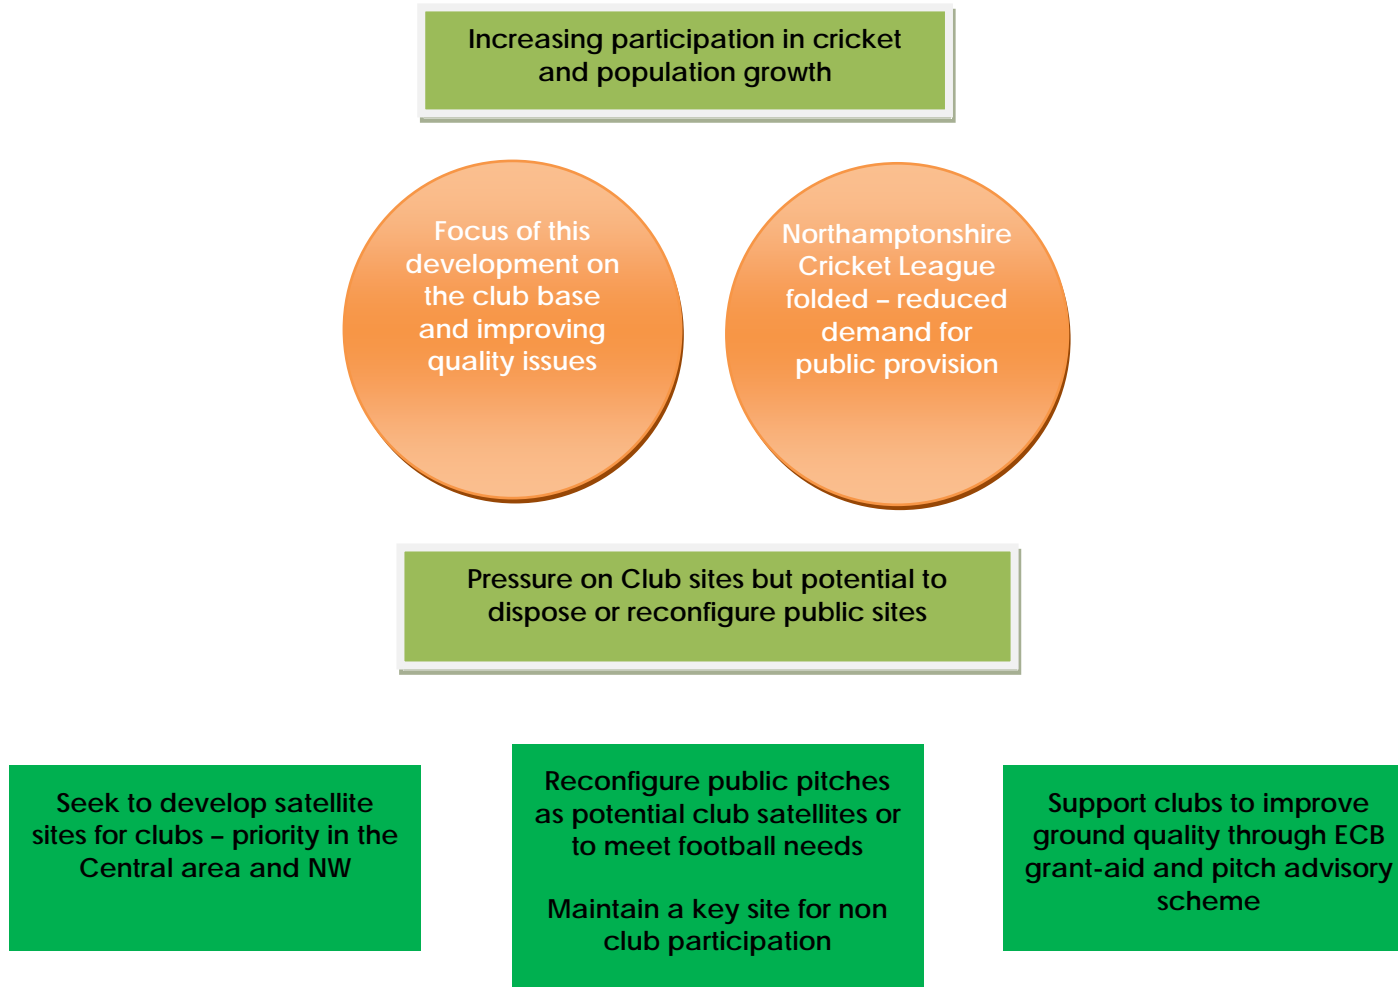 Increasing participation in cricket
and population growth
Focus of this
development on
the club base
and improving
quality issues
Northamptonshire
Cricket League
folded – reduced
demand for
public provision
Pressure on Club sites but potential to
dispose or reconfigure public sites
Seek to develop satellite
sites for clubs – priority in the
Central area and NW
Reconfigure public pitches
as potential club satellites or
to meet football needs
Maintain a key site for non
club participation
Support clubs to improve
ground quality through ECB
grant-aid and pitch advisory
scheme